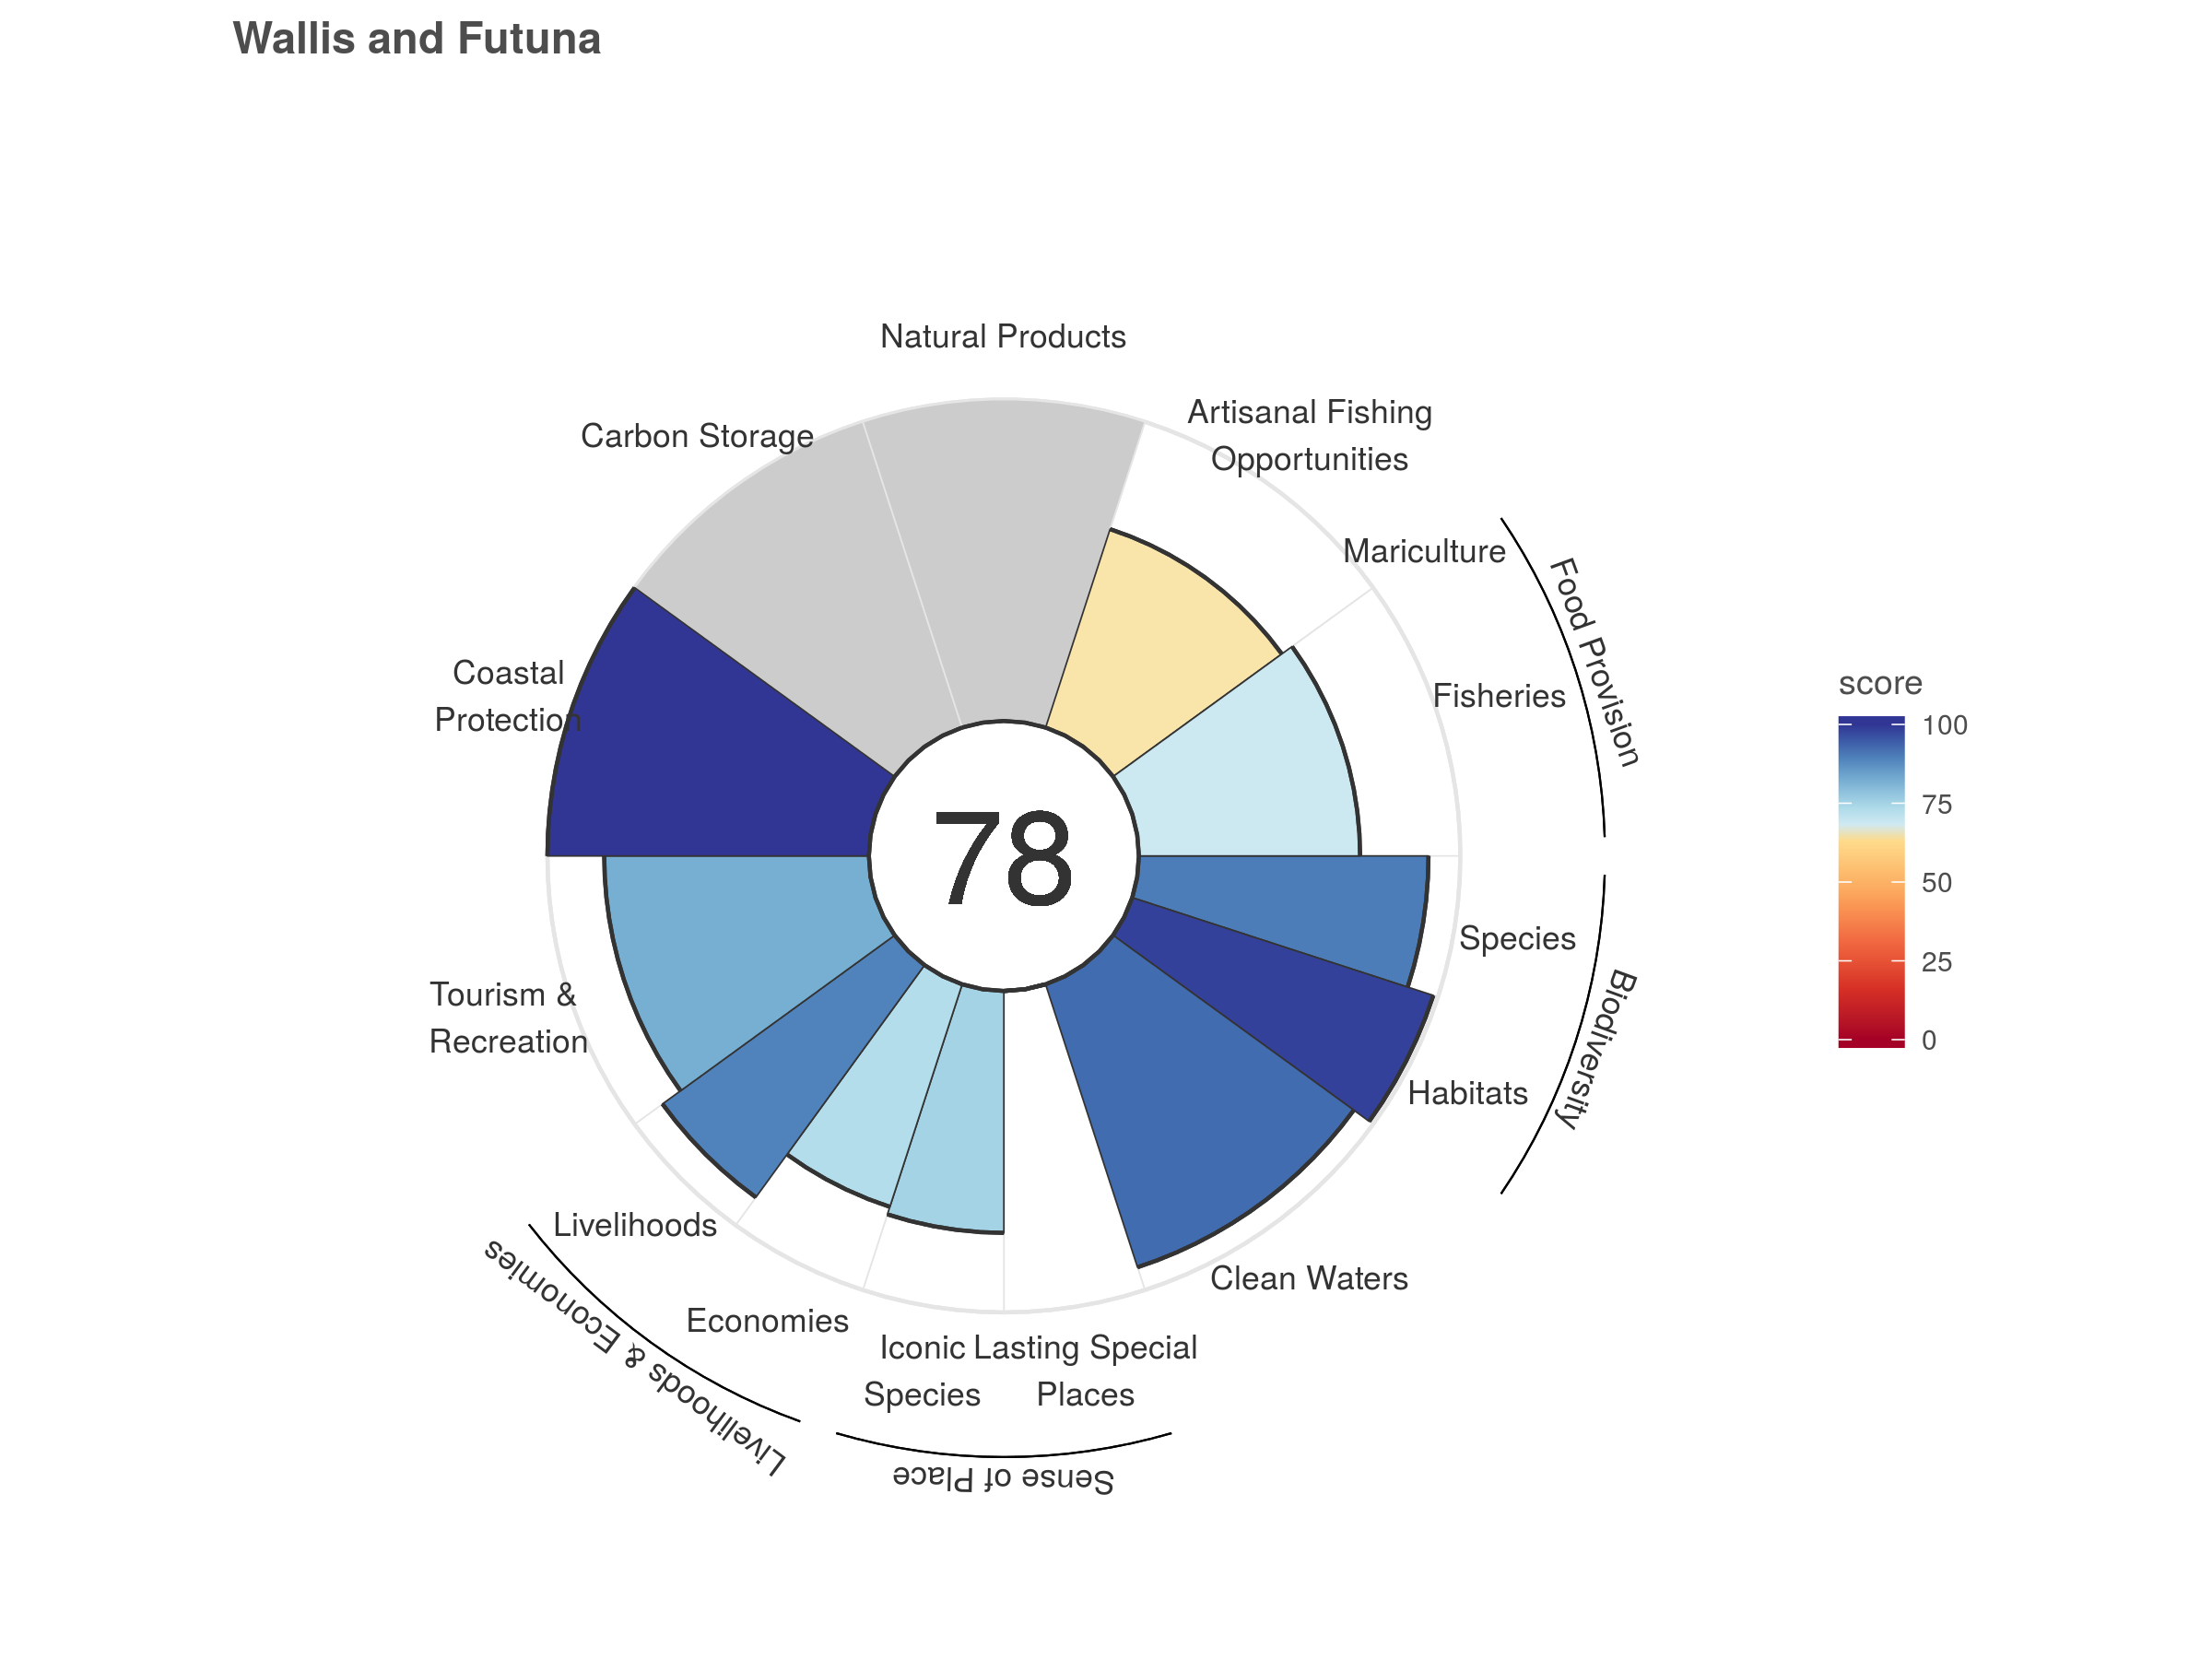 Wallis and Futuna
Natural Products
Artisanal Fishing
Opportunities
Carbon Storage
Mariculture
Food Provision
Fisheries
Coastal
Protection
score
100
75
50
25
0
78
Species
Biodiversity
Tourism &
Recreation
Habitats
Livelihoods
Livelihoods & Economies
Clean Waters
Economies
Iconic
Species
Lasting Special
Places
Sense of Place